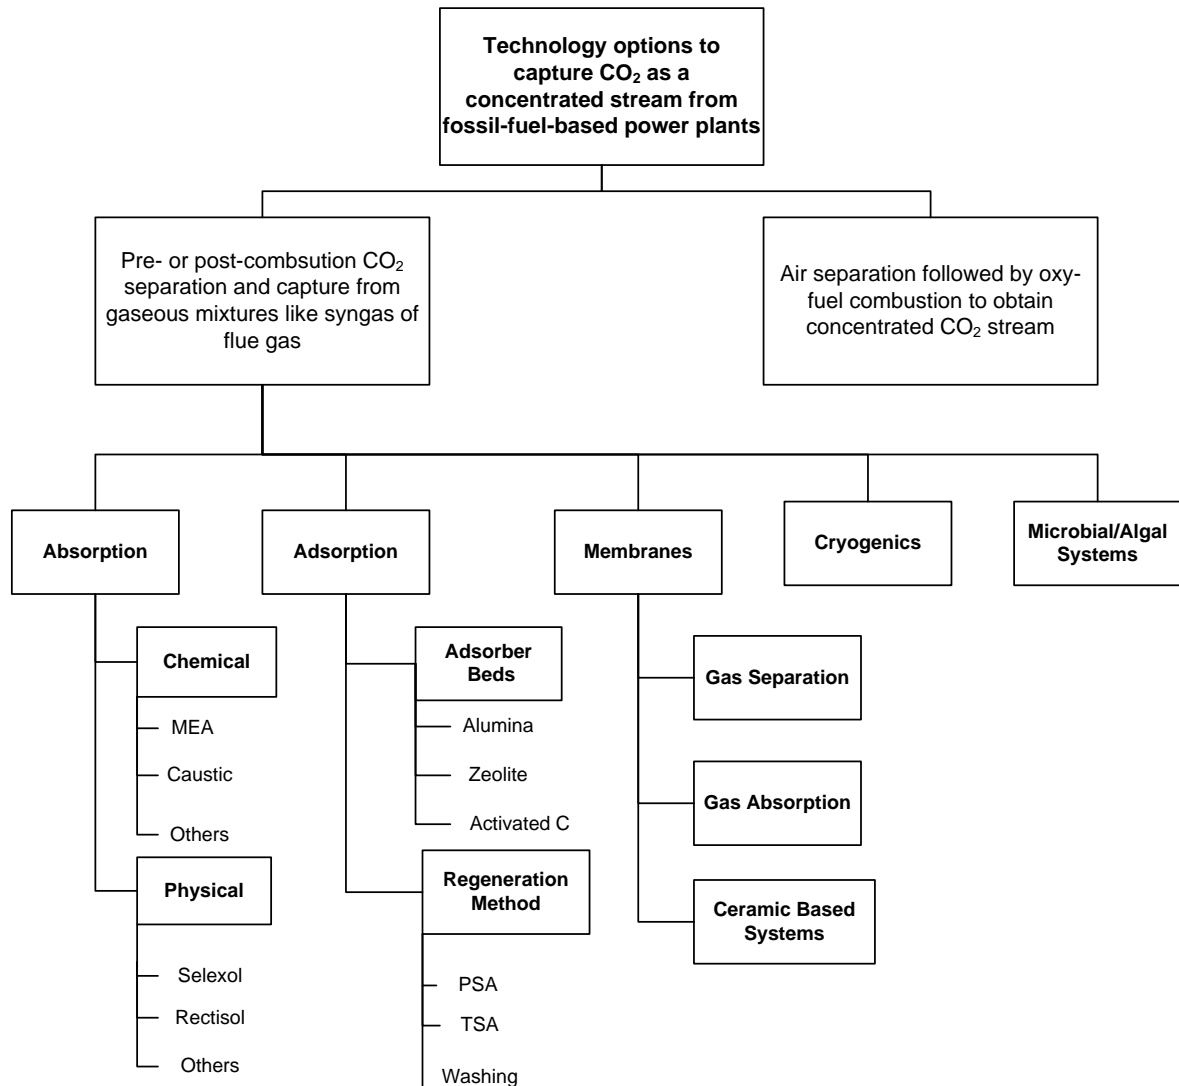 Technology options to
capture CO₂ as a
concentrated stream from
fossil-fuel-based power plants
Pre- or post-combsution CO₂
separation and capture from
gaseous mixtures like syngas of
flue gas
Air separation followed by oxy-
fuel combustion to obtain
concentrated CO₂ stream
Absorption
Adsorption
Membranes
Cryogenics
Microbial/Algal
Systems
Chemical
MEA
Caustic
Others
Physical
Selexol
Rectisol
Others
Adsorber
Beds
Alumina
Zeolite
Activated C
Regeneration
Method
PSA
TSA
Washing
Gas Separation
Gas Absorption
Ceramic Based
Systems